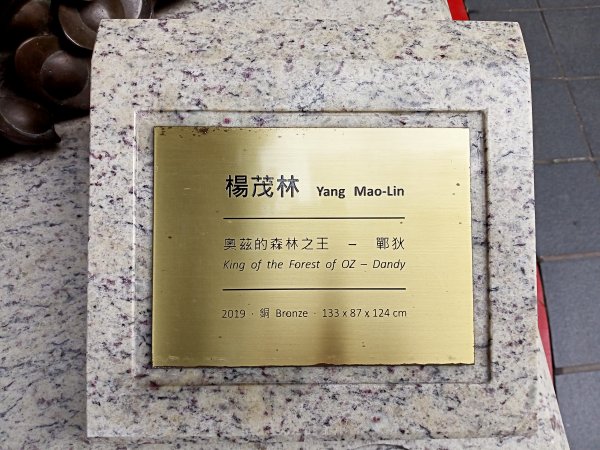 楊茂林 Yang Mao-Lin
奧茲的森林之王 – 鄲狄
King of the Forest of OZ – Dandy
2019 · 銅 Bronze · 133 x 87 x 124 cm